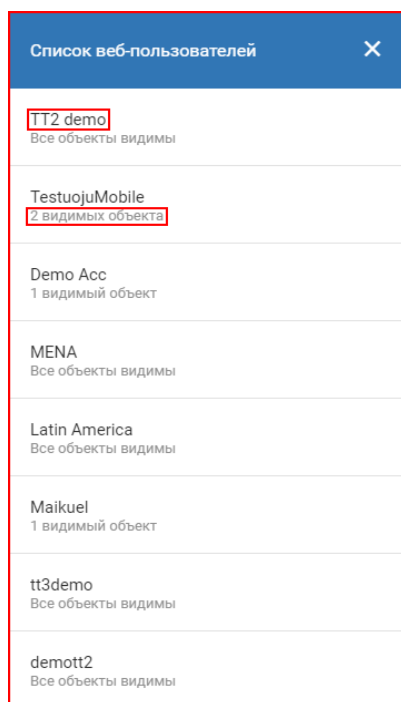 Список веб-пользователей
TT2 demo
Все объекты видимы
TestuojuMobile
2 видимых объекта
Demo Acc
1 видимый объект
MENA
Все объекты видимы
Latin America
Все объекты видимы
Maikuel
1 видимый объект
tt3demo
Все объекты видимы
demott2
Все объекты видимы